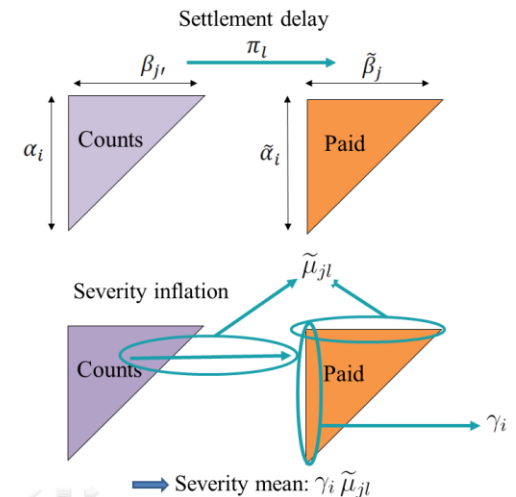 Settlement delay
π_l
β_{j'}
β̃_j
α_i
Counts
α̃_i
Paid
μ̃_{jl}
Severity inflation
Counts
Paid
γ_i
Severity mean: γ_i μ̃_{jl}